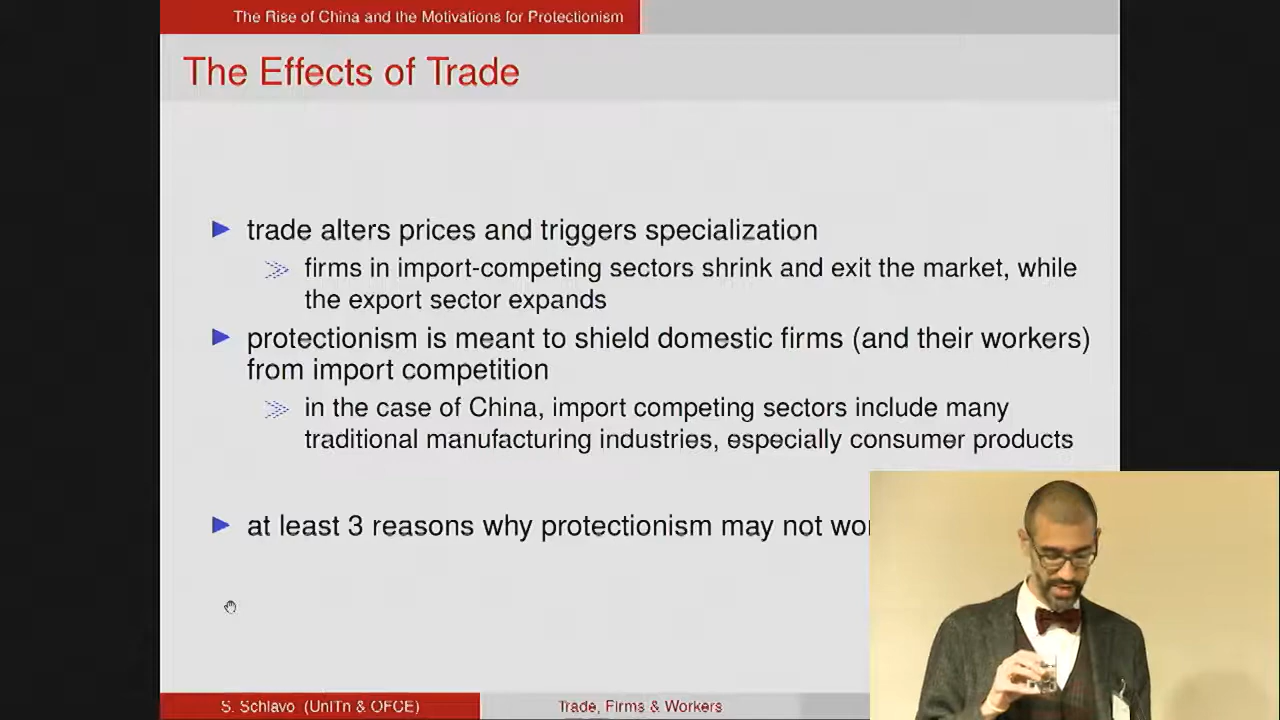 The Rise of China and the Motivations for Protectionism
The Effects of Trade
trade alters prices and triggers specialization
firms in import-competing sectors shrink and exit the market, while
the export sector expands
protectionism is meant to shield domestic firms (and their workers)
from import competition
in the case of China, import competing sectors include many
traditional manufacturing industries, especially consumer products
at least 3 reasons why protectionism may not wor
S. Schiavo (UniTn & OFCE)
Trade, Firms & Workers